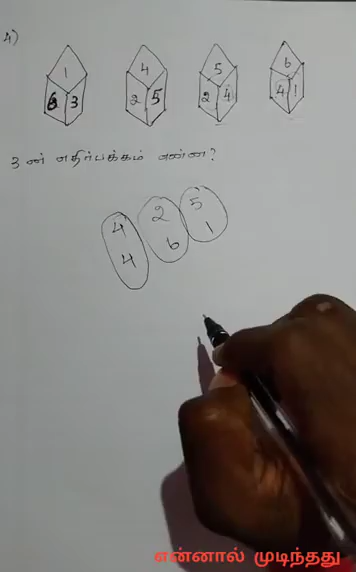 4)
1 4 5 6
6 3 2 5 2 4 4 1
3 ன் எதிர்பக்கம் என்ன?
4 2 5
4 6 1
என்னால் முடிந்தது